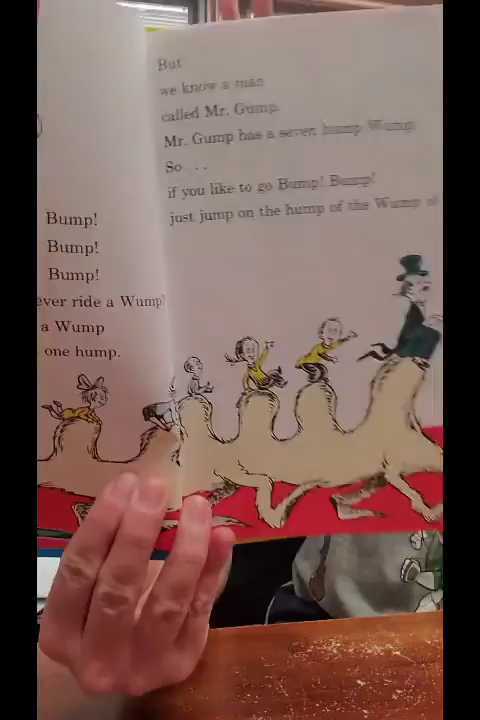 Bump!
Bump!
Bump!
ever ride a Wump?
a Wump
one hump.
But
we know a man
called Mr. Gump.
Mr. Gump has a seven hump Wump.
So . . .
if you like to go Bump! Bump!
just jump on the hump of the Wump of